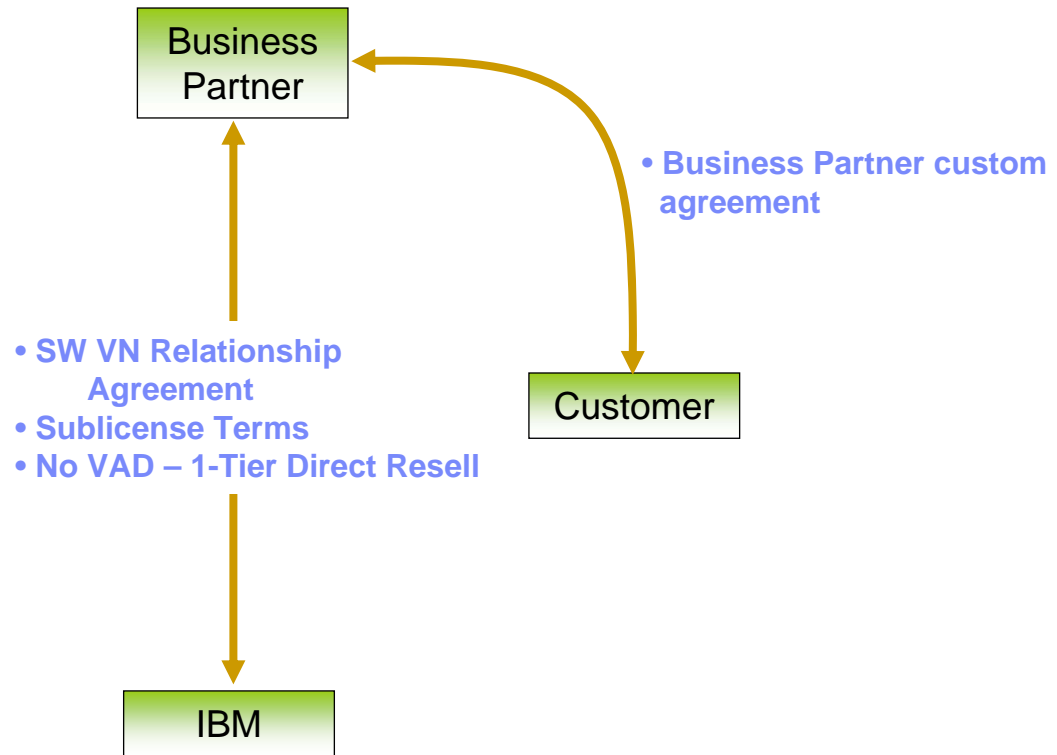 Business
Partner
• Business Partner custom
agreement
• SW VN Relationship
Agreement
• Sublicense Terms
• No VAD – 1-Tier Direct Resell
Customer
IBM